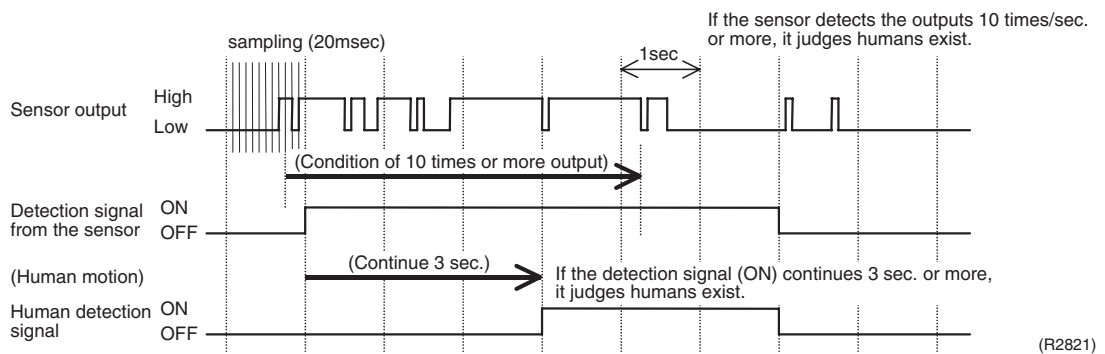 If the sensor detects the outputs 10 times/sec.
or more, it judges humans exist.
sampling (20msec)
1sec
Sensor output
High
Low
(Condition of 10 times or more output)
Detection signal
from the sensor
ON
OFF
(Human motion)
(Continue 3 sec.)
If the detection signal (ON) continues 3 sec. or more,
it judges humans exist.
Human detection
signal
ON
OFF
(R2821)